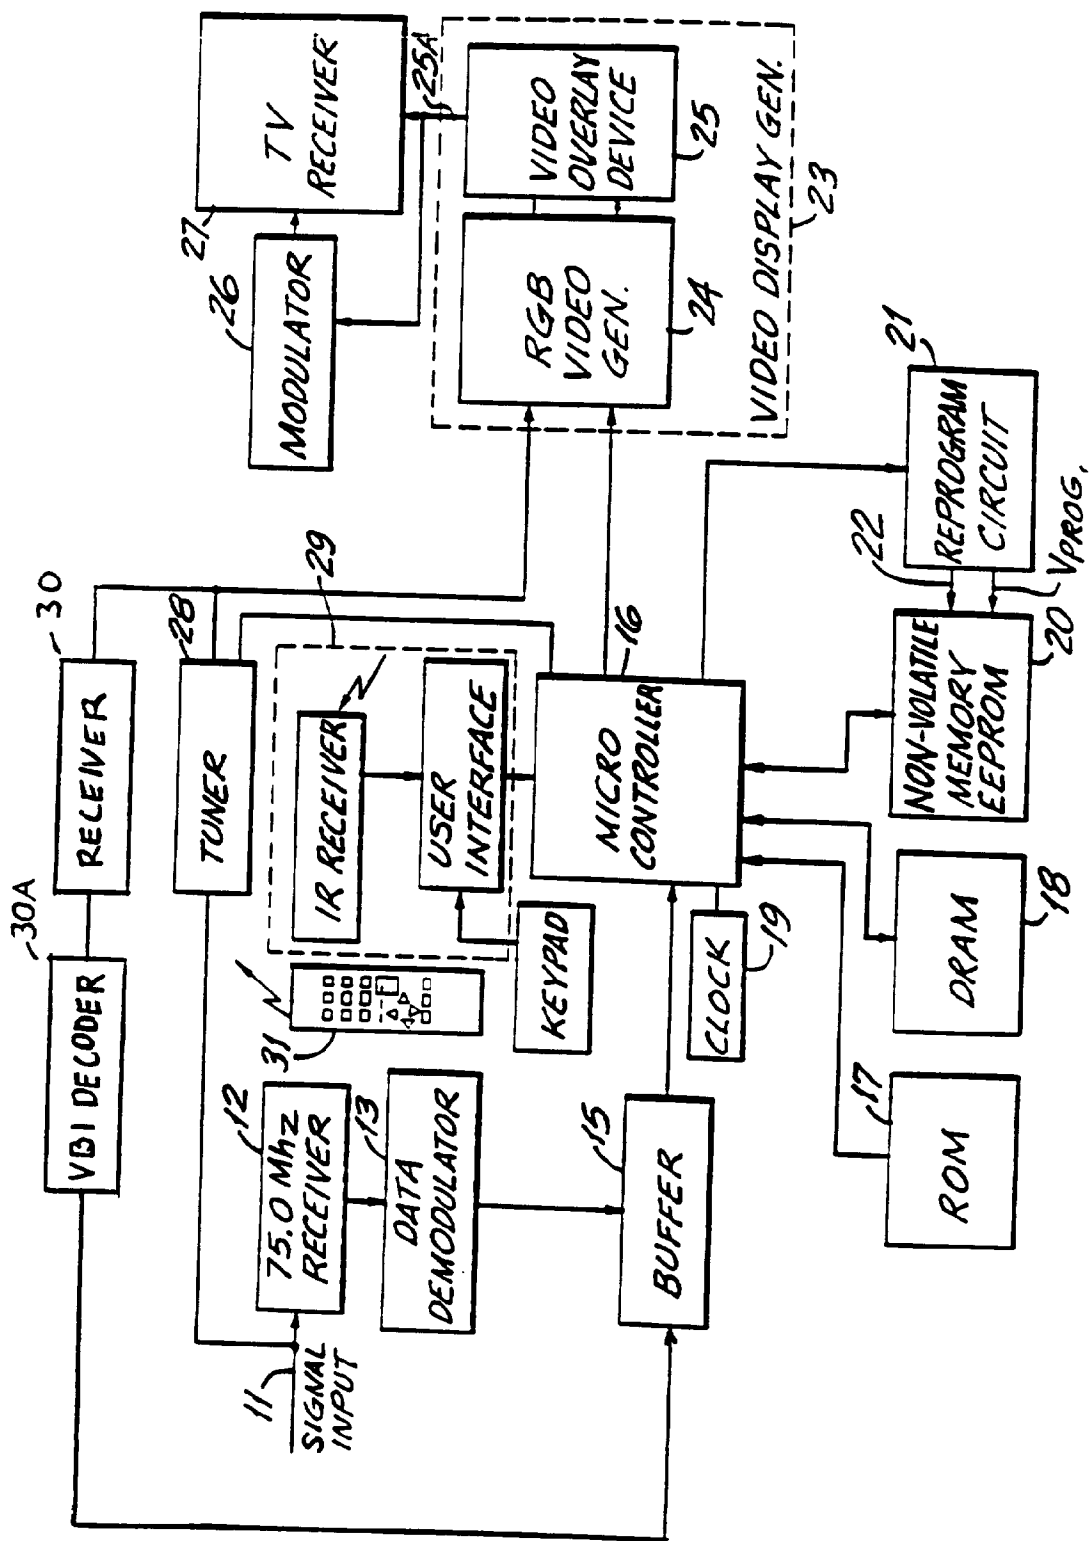 30A
VBI DECODER
30
RECEIVER
28
TUNER
26
MODULATOR
27
TV
RECEIVER
25A
11
SIGNAL
INPUT
12
75.0 Mhz
RECEIVER
13
DATA
DEMODULATOR
31
29
IR RECEIVER
USER
INTERFACE
KEYPAD
RGB
VIDEO
GEN.
24
VIDEO
OVERLAY
DEVICE
25
VIDEO DISPLAY GEN.
23
15
BUFFER
CLOCK
19
16
MICRO
CONTROLLER
17
ROM
DRAM
18
NON-VOLATILE
MEMORY
EEPROM
20
22
VPROG.
21
REPROGRAM
CIRCUIT